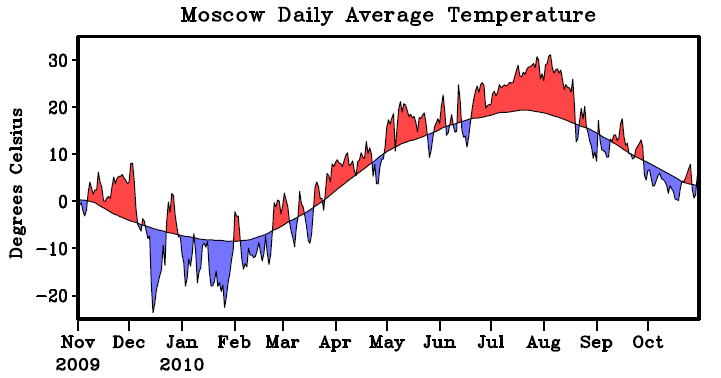 Moscow Daily Average Temperature
Degrees Celsius
30
20
10
0
−10
−20
Nov Dec Jan Feb Mar Apr May Jun Jul Aug Sep Oct
2009 2010